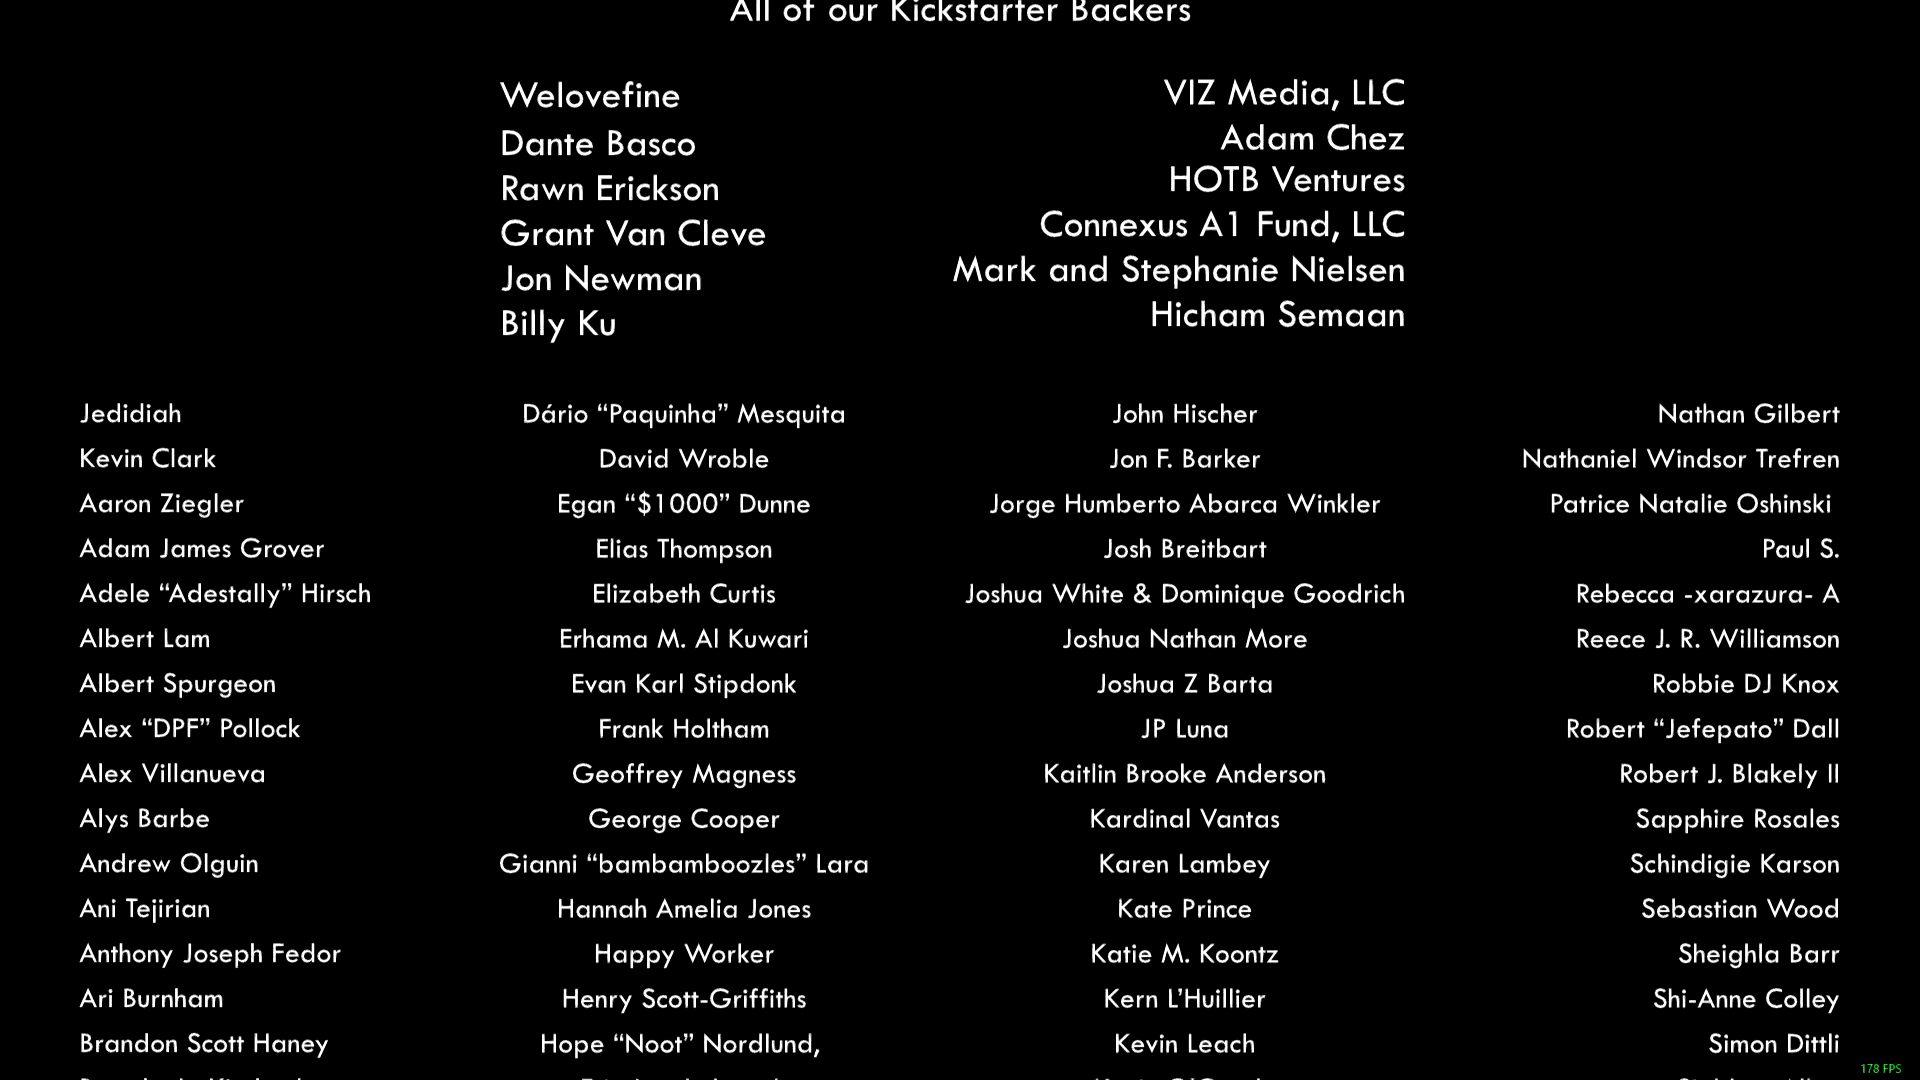 All of our Kickstarter Backers
Welovefine
Dante Basco
Rawn Erickson
Grant Van Cleve
Jon Newman
Billy Ku
VIZ Media, LLC
Adam Chez
HOTB Ventures
Connexus A1 Fund, LLC
Mark and Stephanie Nielsen
Hicham Semaan
Jedidiah
Kevin Clark
Aaron Ziegler
Adam James Grover
Adele “Adestally” Hirsch
Albert Lam
Albert Spurgeon
Alex “DPF” Pollock
Alex Villanueva
Alys Barbe
Andrew Olguin
Ani Tejirian
Anthony Joseph Fedor
Ari Burnham
Brandon Scott Haney
Dário “Paquinha” Mesquita
David Wroble
Egan “$1000” Dunne
Elias Thompson
Elizabeth Curtis
Erhama M. Al Kuwari
Evan Karl Stipdonk
Frank Holtham
Geoffrey Magness
George Cooper
Gianni “bambamboozles” Lara
Hannah Amelia Jones
Happy Worker
Henry Scott-Griffiths
Hope “Noot” Nordlund,
John Hischer
Jon F. Barker
Jorge Humberto Abarca Winkler
Josh Breitbart
Joshua White & Dominique Goodrich
Joshua Nathan More
Joshua Z Barta
JP Luna
Kaitlin Brooke Anderson
Kardinal Vantas
Karen Lambey
Kate Prince
Katie M. Koontz
Kern L’Huillier
Kevin Leach
Nathan Gilbert
Nathaniel Windsor Trefren
Patrice Natalie Oshinski
Paul S.
Rebecca -xarazura- A
Reece J. R. Williamson
Robbie DJ Knox
Robert “Jefepato” Dall
Robert J. Blakely II
Sapphire Rosales
Schindigie Karson
Sebastian Wood
Sheighla Barr
Shi-Anne Colley
Simon Dittli
178 FPS